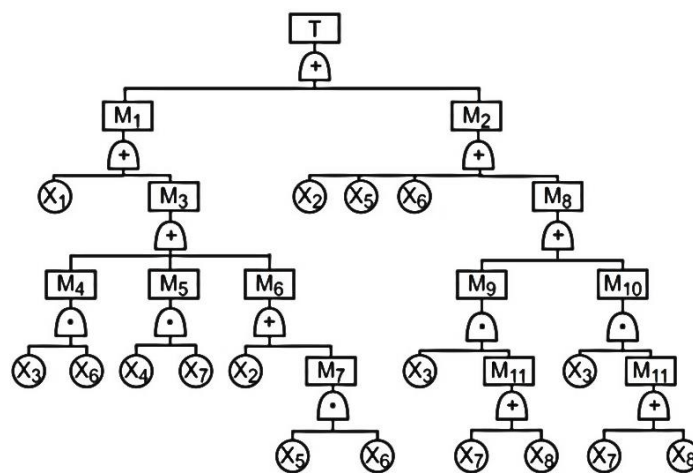 T
+
M₁ M₂
+ +
X₁ M₃ X₂ X₅ X₆ M₈
+ +
M₄ M₅ M₆ M₉ M₁₀
· · + · ·
X₃ X₆ X₄ X₇ X₂ M₇ X₃ M₁₁ X₃ M₁₁
· + +
X₅ X₆ X₇ X₈ X₇ X₈